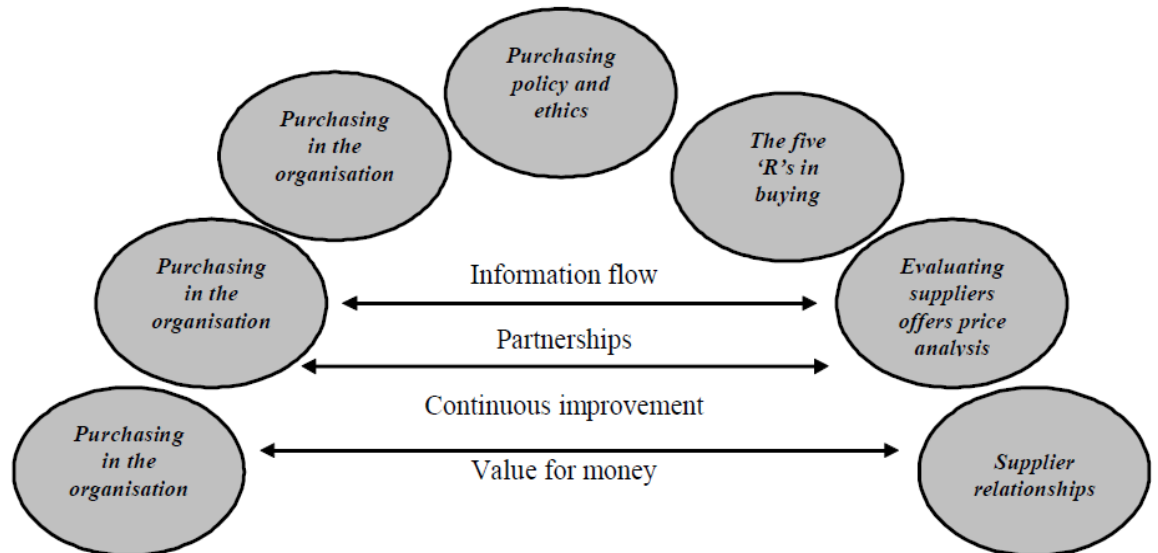 Purchasing
policy and
ethics
Purchasing
in the
organisation
The five
‘R’s in
buying
Purchasing
in the
organisation
Information flow
Evaluating
suppliers
offers price
analysis
Partnerships
Continuous improvement
Purchasing
in the
organisation
Value for money
Supplier
relationships